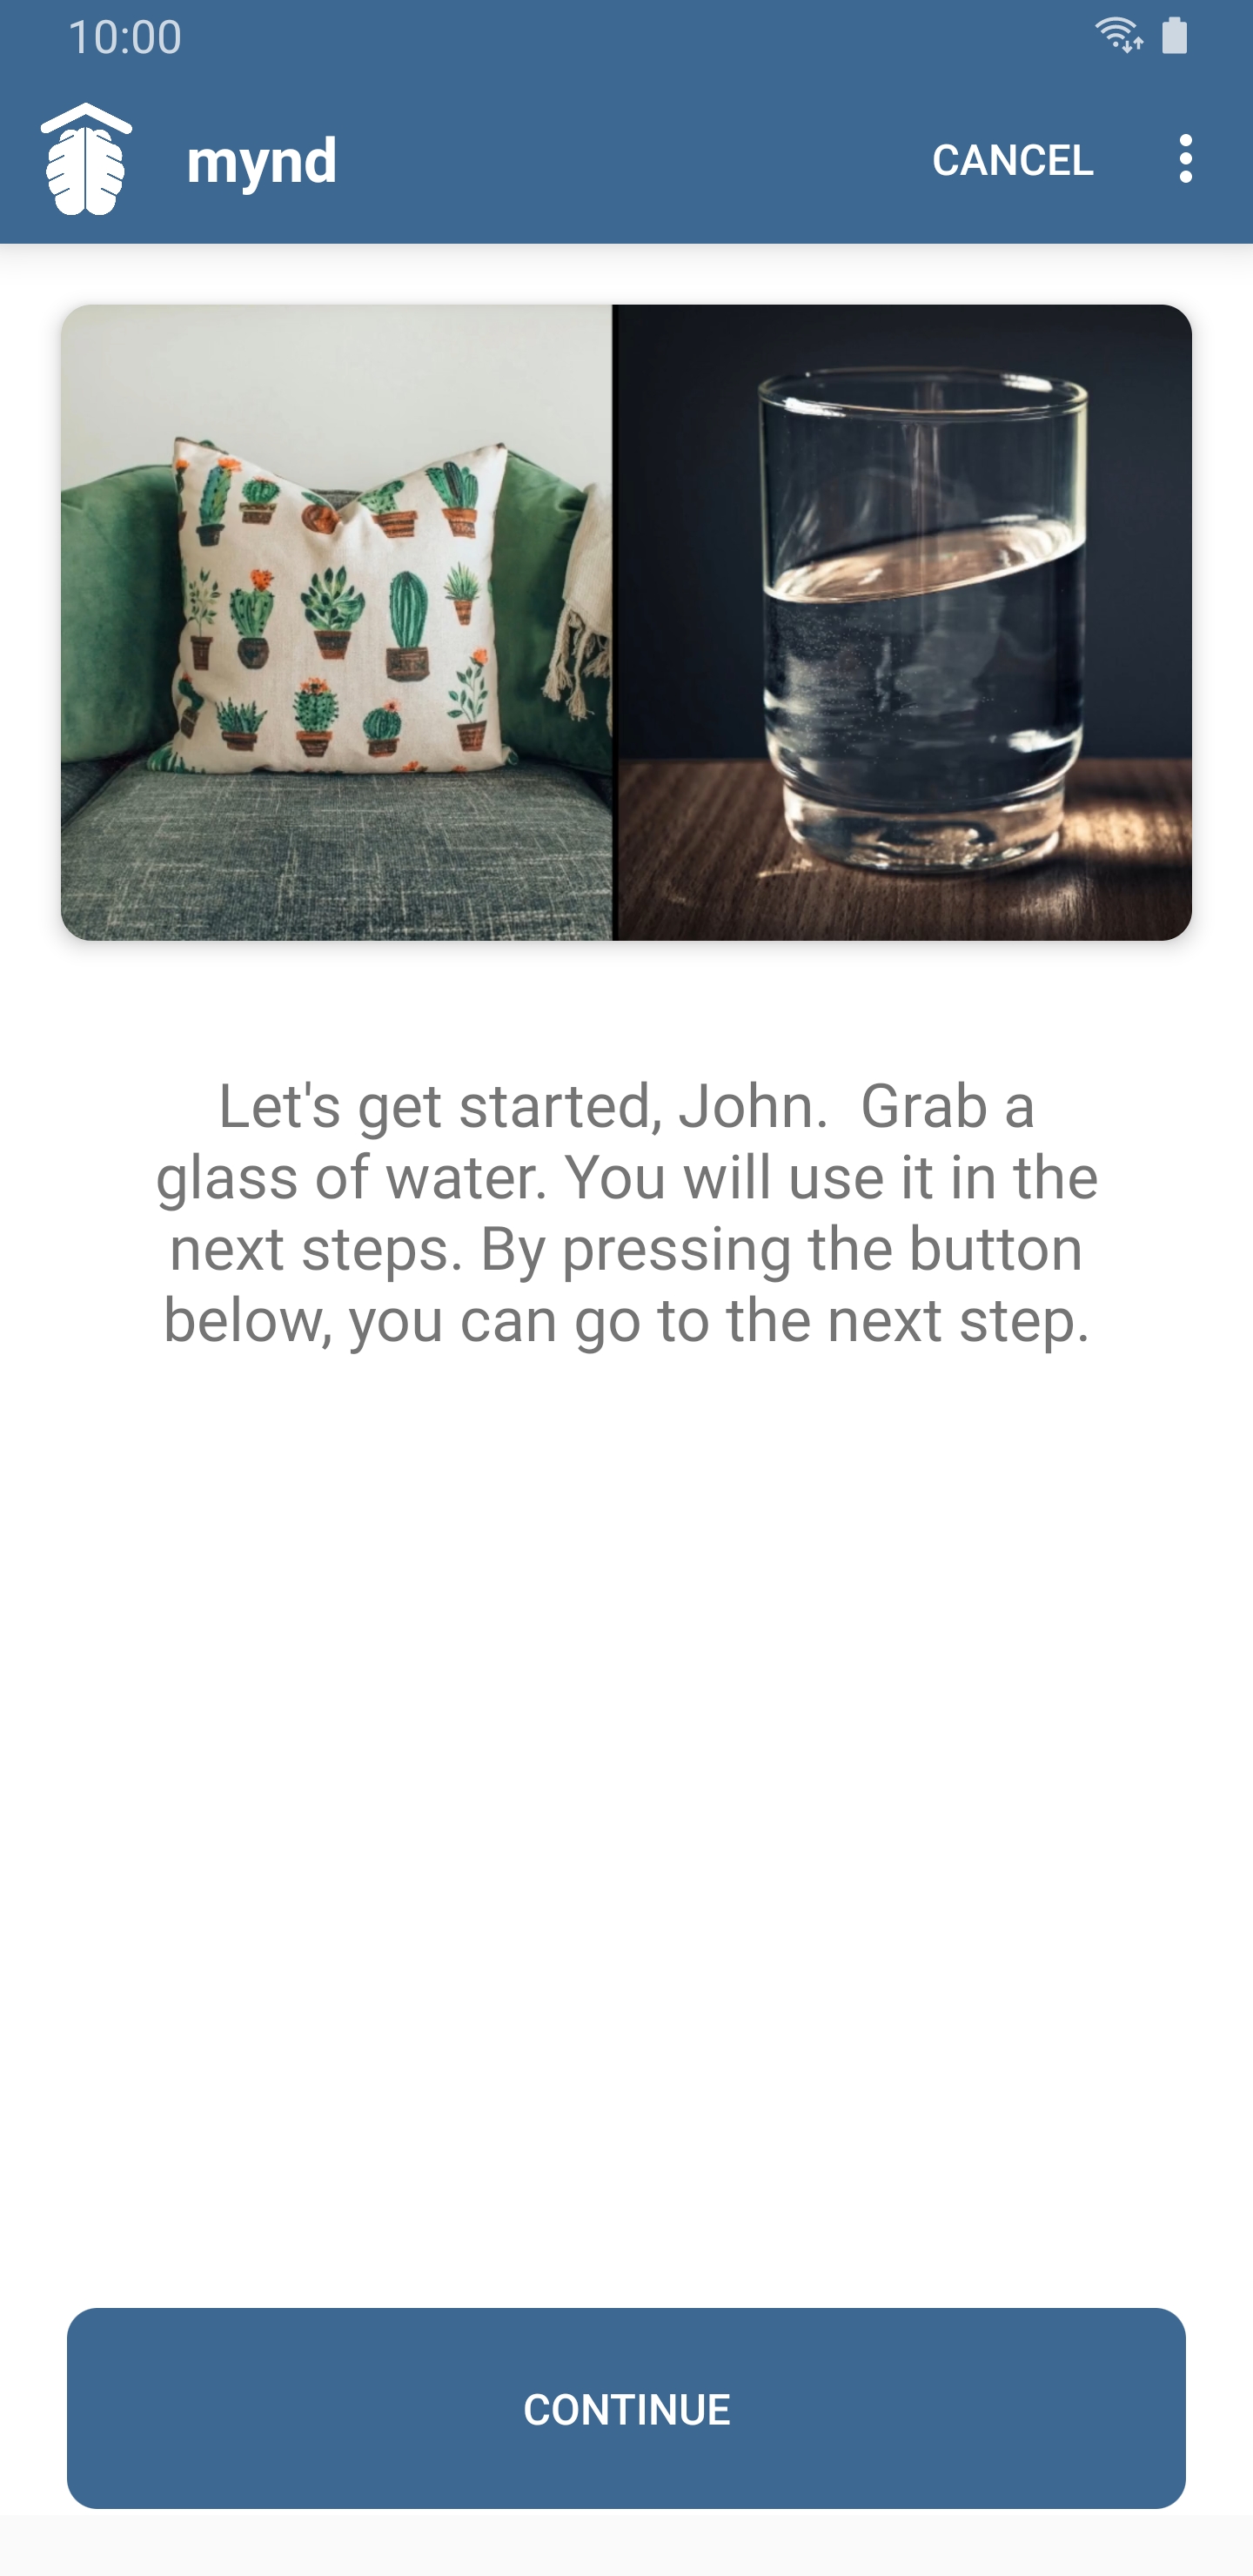 10:00
mynd
CANCEL
Let's get started, John.  Grab a
glass of water. You will use it in the
next steps. By pressing the button
below, you can go to the next step.
CONTINUE